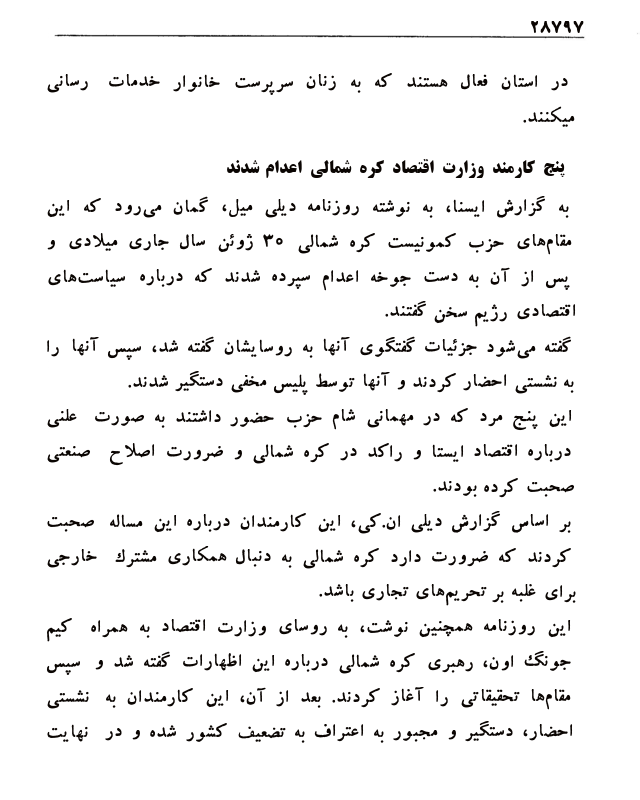 ۲۸۷۹۷
در استان فعال هستند که به زنان سرپرست خانوار خدمات رسانی
میکنند.
پنج کارمند وزارت اقتصاد کره شمالی اعدام شدند
به گزارش ایسنا، به نوشته روزنامه دیلی میل، گمان می‌رود که این
مقام‌های حزب کمونیست کره شمالی ۳۰ ژوئن سال جاری میلادی و
پس از آن به دست جوخه اعدام سپرده شدند که درباره سیاست‌های
اقتصادی رژیم سخن گفتند.
گفته می‌شود جزئیات گفتگوی آنها به روسایشان گفته شد، سپس آنها را
به نشستی احضار کردند و آنها توسط پلیس مخفی دستگیر شدند.
این پنج مرد که در مهمانی شام حزب حضور داشتند به صورت علنی
درباره اقتصاد ایستا و راکد در کره شمالی و ضرورت اصلاح صنعتی
صحبت کرده بودند.
بر اساس گزارش دیلی ان.کی، این کارمندان درباره این مساله صحبت
کردند که ضرورت دارد کره شمالی به دنبال همکاری مشترك خارجی
برای غلبه بر تحریم‌های تجاری باشد.
این روزنامه همچنین نوشت، به روسای وزارت اقتصاد به همراه کیم
جونگ اون، رهبری کره شمالی درباره این اظهارات گفته شد و سپس
مقام‌ها تحقیقاتی را آغاز کردند. بعد از آن، این کارمندان به نشستی
احضار، دستگیر و مجبور به اعتراف به تضعیف کشور شده و در نهایت